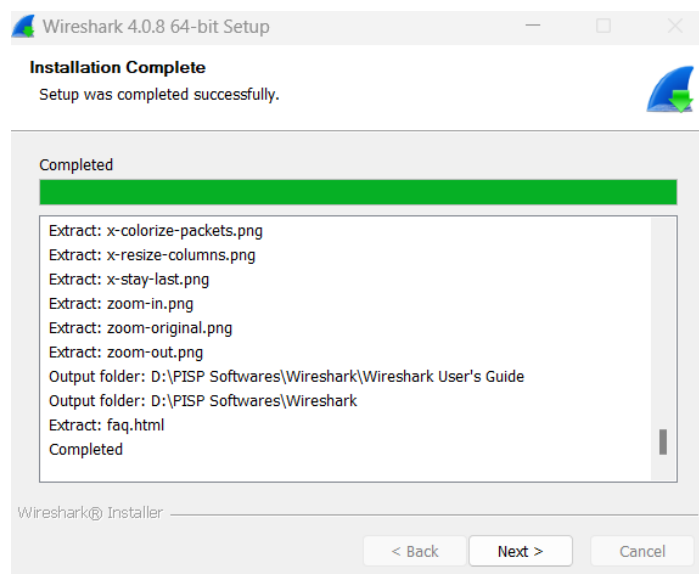 Wireshark 4.0.8 64-bit Setup
Installation Complete
Setup was completed successfully.
Completed
Extract: x-colorize-packets.png
Extract: x-resize-columns.png
Extract: x-stay-last.png
Extract: zoom-in.png
Extract: zoom-original.png
Extract: zoom-out.png
Output folder: D:\PISP Softwares\Wireshark\Wireshark User's Guide
Output folder: D:\PISP Softwares\Wireshark
Extract: faq.html
Completed
Wireshark® Installer
< Back Next > Cancel